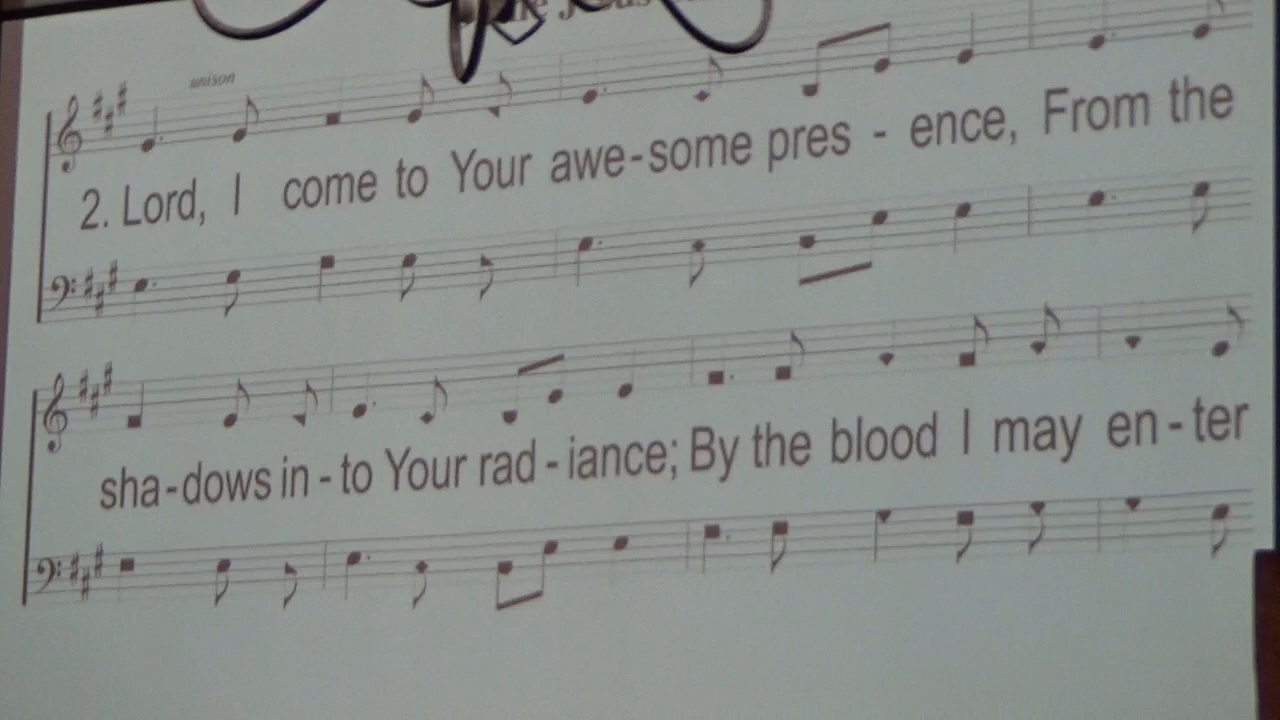 unison
2. Lord, I come to Your awe-some pres - ence, From the
sha-dows in - to Your rad - iance; By the blood I may en - ter